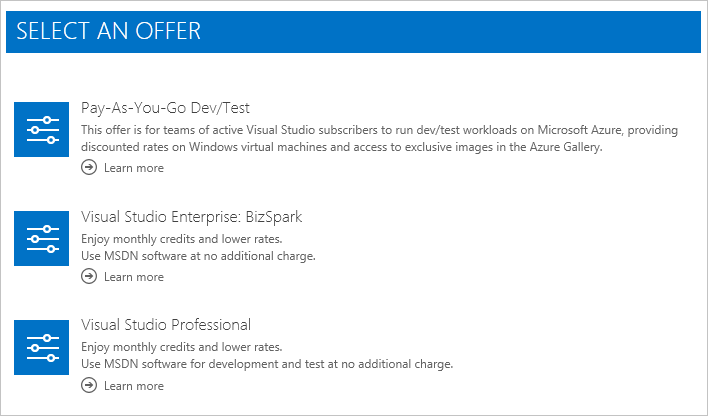 SELECT AN OFFER
Pay-As-You-Go Dev/Test
This offer is for teams of active Visual Studio subscribers to run dev/test workloads on Microsoft Azure, providing
discounted rates on Windows virtual machines and access to exclusive images in the Azure Gallery.
Learn more
Visual Studio Enterprise: BizSpark
Enjoy monthly credits and lower rates.
Use MSDN software at no additional charge.
Learn more
Visual Studio Professional
Enjoy monthly credits and lower rates.
Use MSDN software for development and test at no additional charge.
Learn more